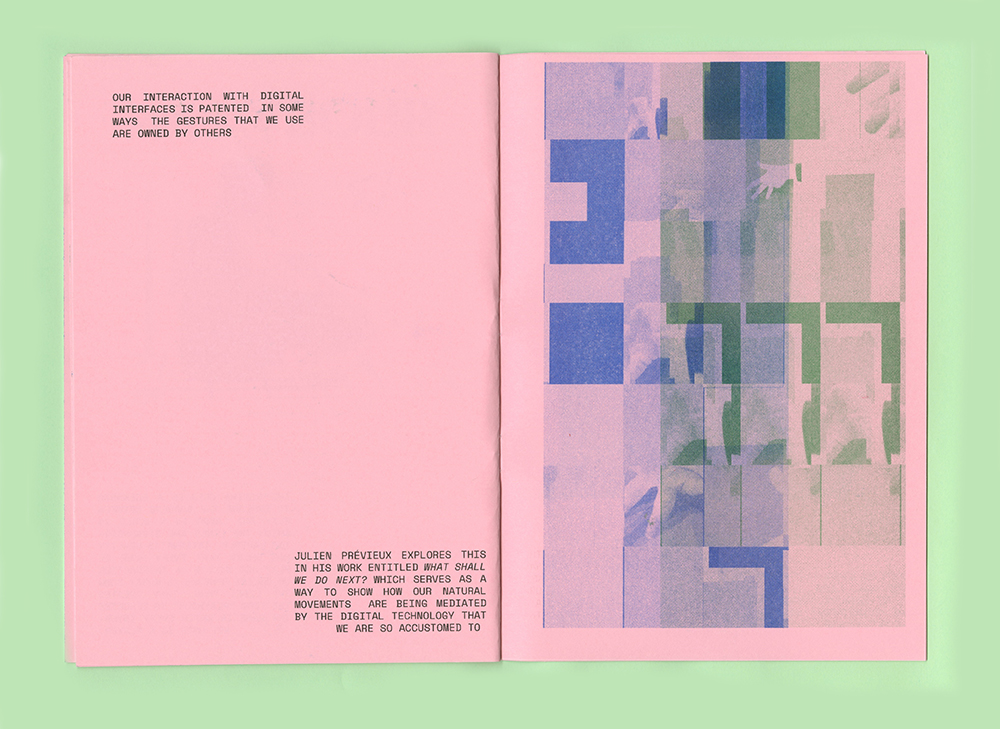 OUR INTERACTION WITH DIGITAL
INTERFACES IS PATENTED IN SOME
WAYS THE GESTURES THAT WE USE
ARE OWNED BY OTHERS
JULIEN PRÉVIEUX EXPLORES THIS
IN HIS WORK ENTITLED WHAT SHALL
WE DO NEXT? WHICH SERVES AS A
WAY TO SHOW HOW OUR NATURAL
MOVEMENTS ARE BEING MEDIATED
BY THE DIGITAL TECHNOLOGY THAT
WE ARE SO ACCUSTOMED TO